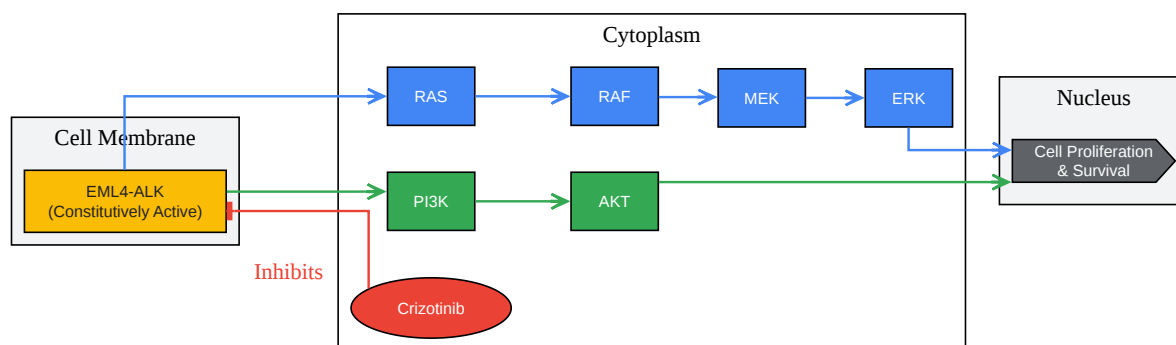 Cytoplasm
RAS
RAF
MEK
ERK
Nucleus
Cell Proliferation
& Survival
Cell Membrane
EML4-ALK
(Constitutively Active)
PI3K
AKT
Inhibits
Crizotinib